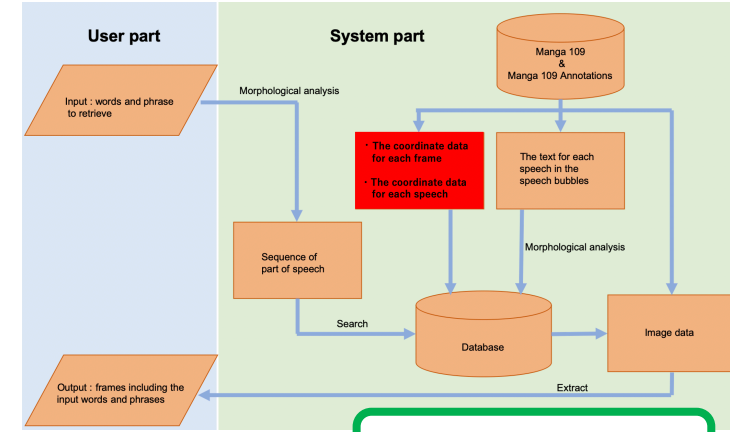 User part
System part
Manga 109
&
Manga 109 Annotations
Input : words and phrase
to retrieve
Morphological analysis
・The coordinate data
for each frame
・The coordinate data
for each speech
The text for each
speech in the
speech bubbles
Morphological analysis
Sequence of
part of speech
Search
Database
Image data
Output : frames including the
input words and phrases
Extract